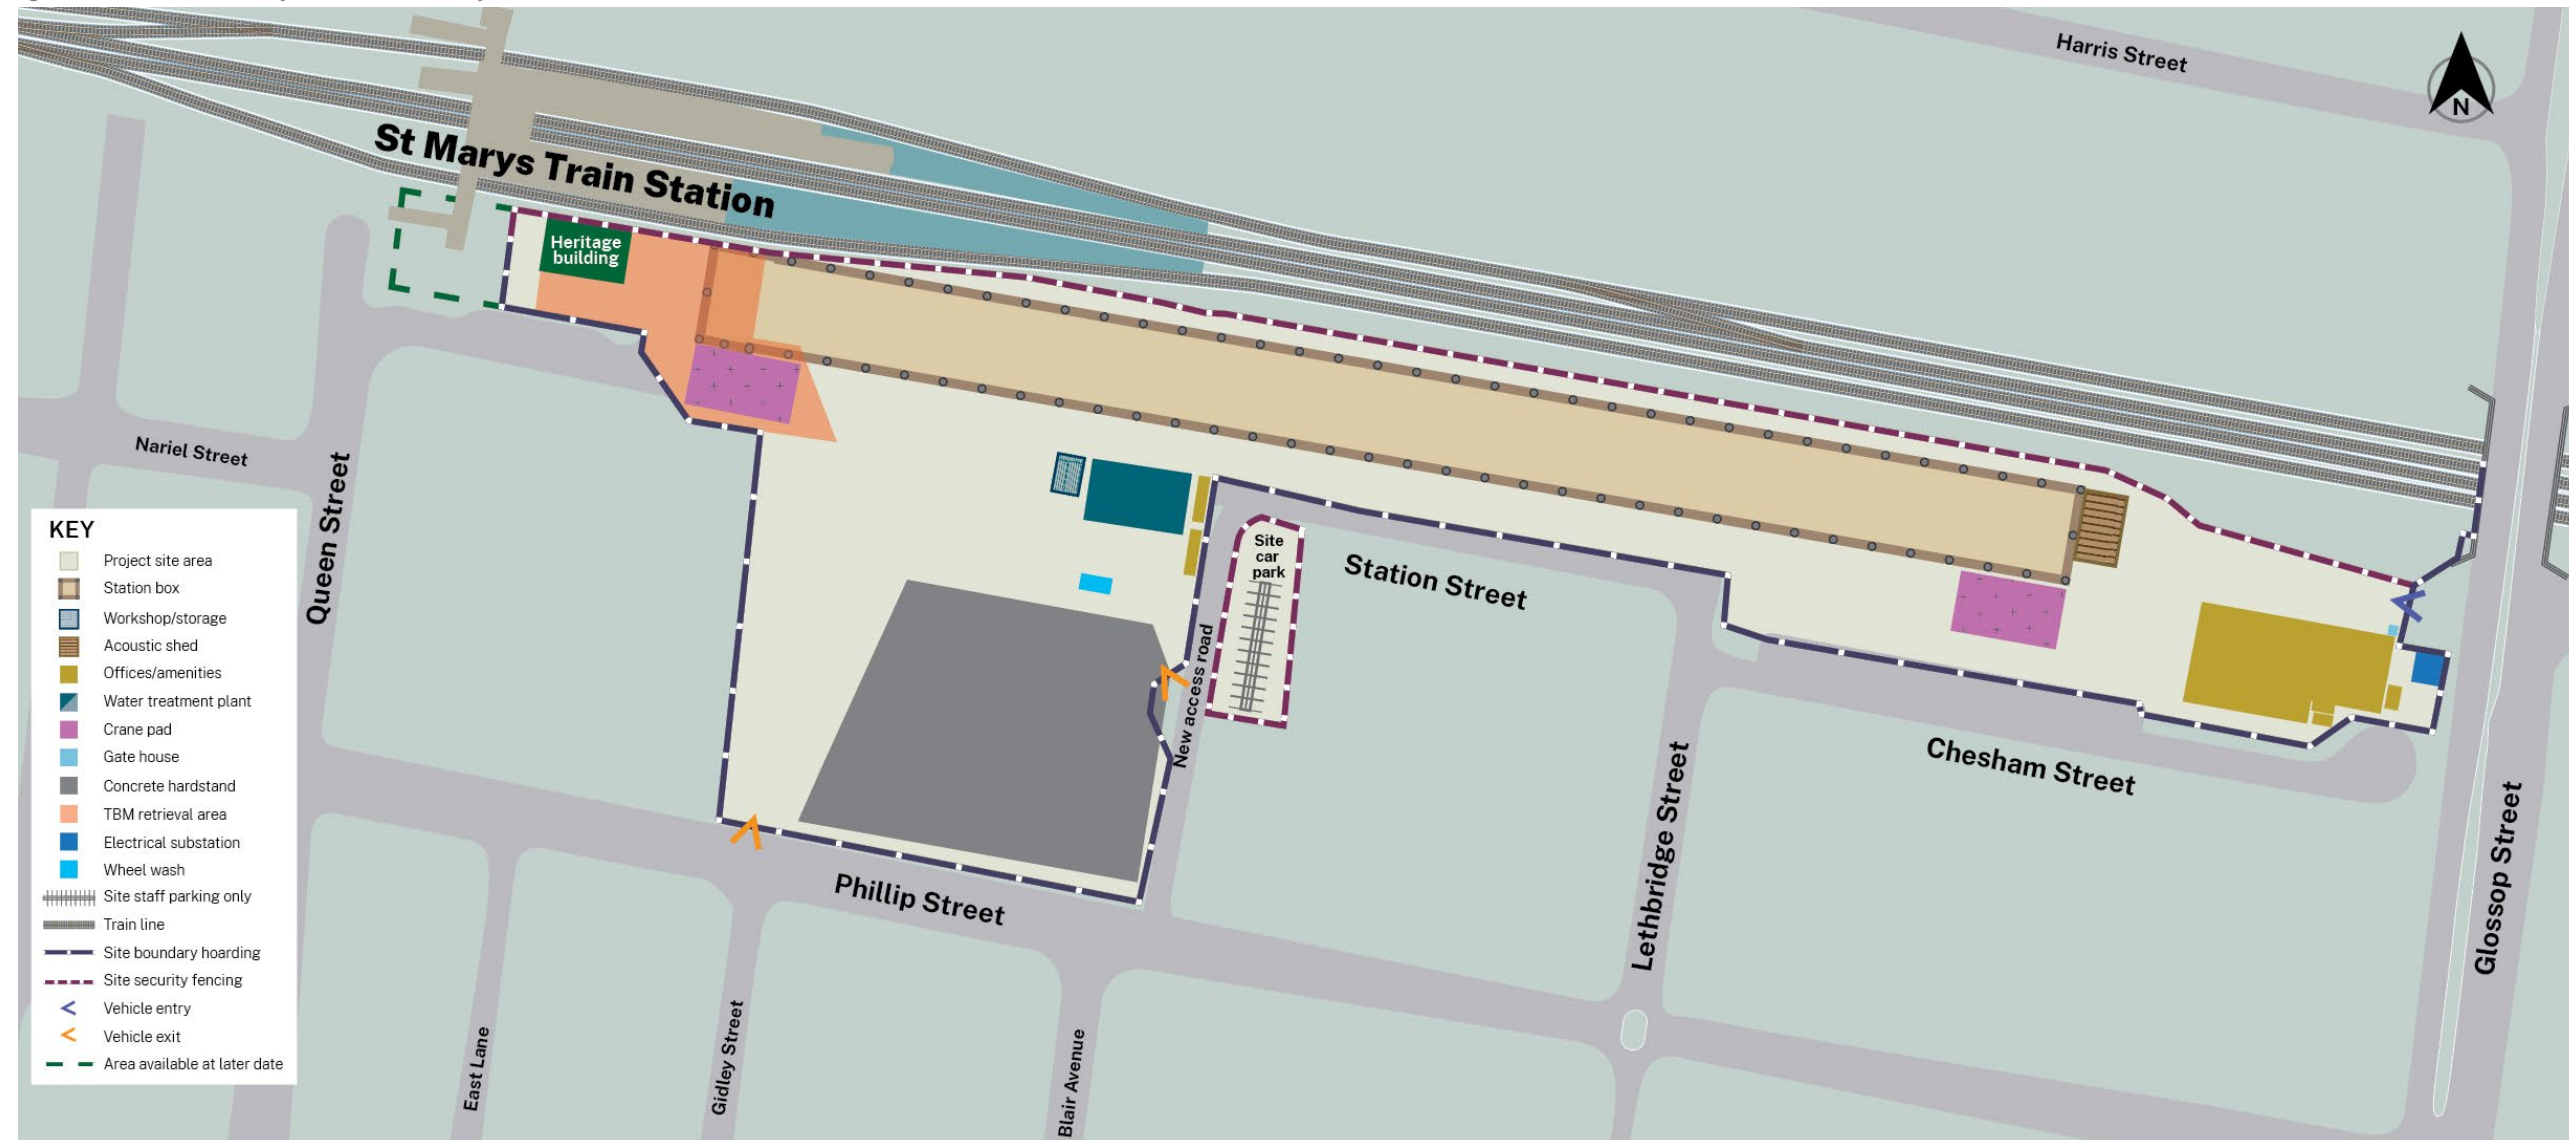 Harris Street
N
St Marys Train Station
Heritage
building
Nariel Street
Queen Street
Site
car
park
Station Street
New access road
Chesham Street
Lethbridge Street
Glossop Street
Phillip Street
East Lane
Gidley Street
Blair Avenue
KEY
Project site area
Station box
Workshop/storage
Acoustic shed
Offices/amenities
Water treatment plant
Crane pad
Gate house
Concrete hardstand
TBM retrieval area
Electrical substation
Wheel wash
Site staff parking only
Train line
Site boundary hoarding
Site security fencing
Vehicle entry
Vehicle exit
Area available at later date